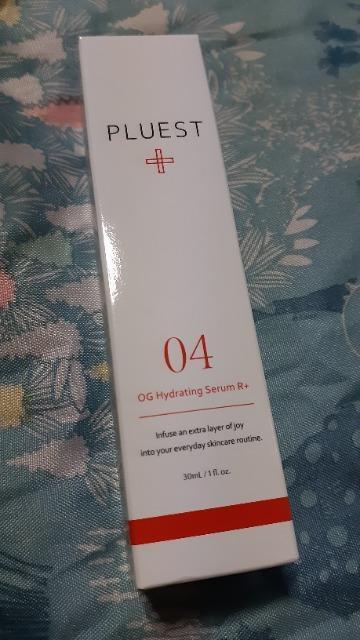 PLUEST
04
OG Hydrating Serum R+
Infuse an extra layer of joy
into your everyday skincare routine.
30mL / 1 fl. oz.